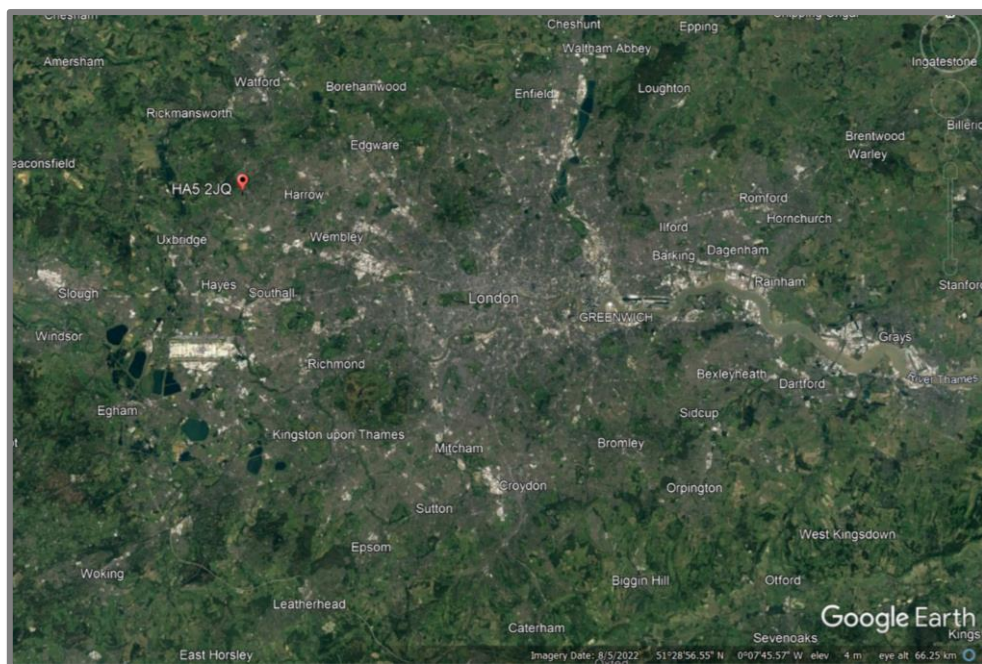 Chesham
Cheshunt
Epping
Chipping Ongar
Waltham Abbey
Amersham
Ingatestone
Watford
Borehamwood
Enfield
Loughton
Rickmansworth
Brentwood
Edgware
Warley
eaconsfield
HA5 2JQ
Harrow
Romford
Hornchurch
Uxbridge
Wembley
Ilford
Dagenham
Barking
Hayes
Rainham
Slough
Southall
London
Stanford
GREENWICH
Windsor
Grays
Richmond
Bexleyheath
River Thames
Dartford
Egham
Sidcup
Kingston upon Thames
Mitcham
Bromley
Croydon
Orpington
Sutton
West Kingsdown
Epsom
Woking
Biggin Hill
Otford
Leatherhead
Google Earth
Caterham
Sevenoaks
East Horsley
Imagery Date: 8/5/2022 51°28'56.55" N 0°07'45.57" W elev 4 m eye alt 66.25 km